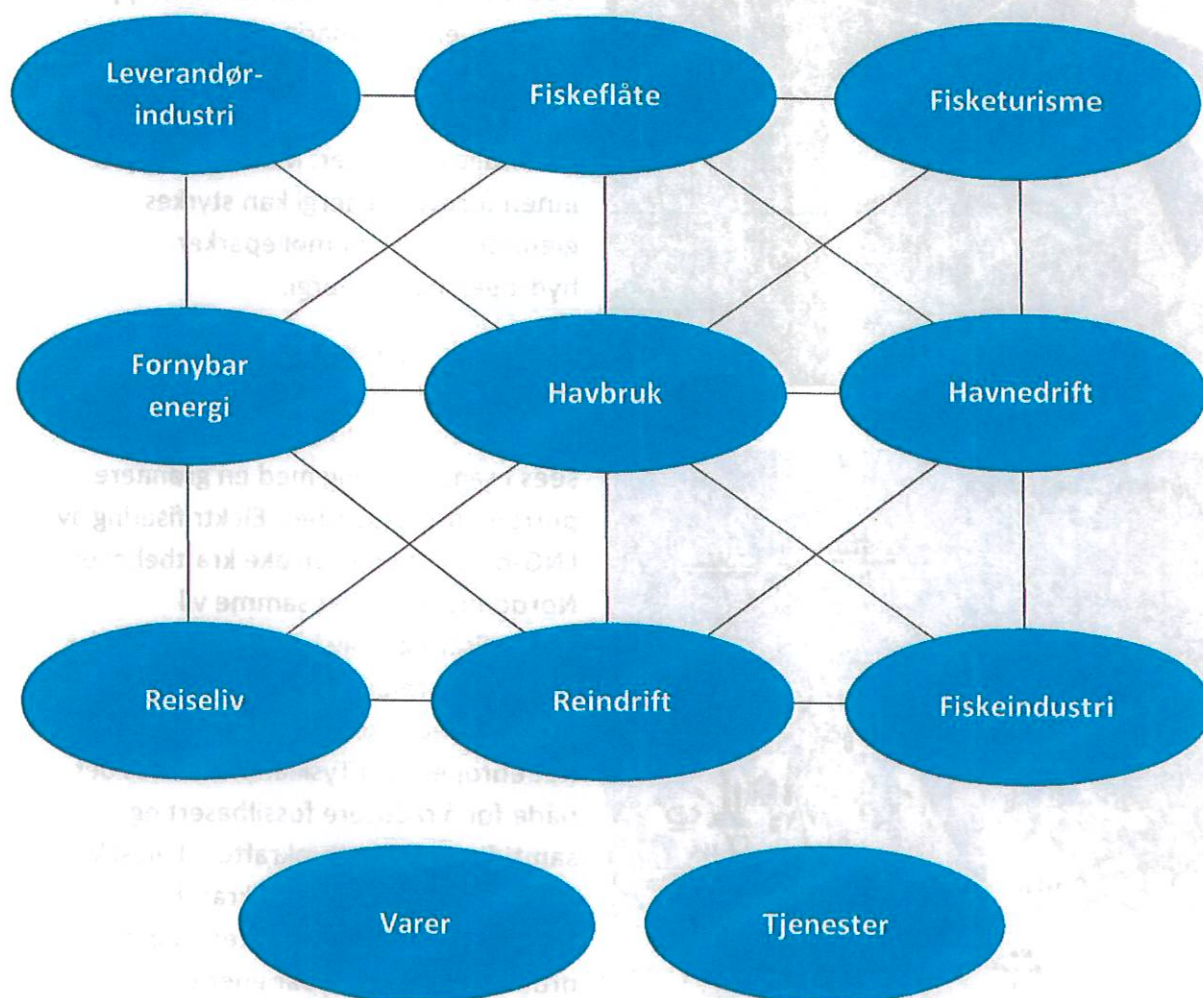 Leverandør-
industri
Fiskeflåte
Fisketurisme
Fornybar
energi
Havbruk
Havnedrift
Reiseliv
Reindrift
Fiskeindustri
Varer
Tjenester